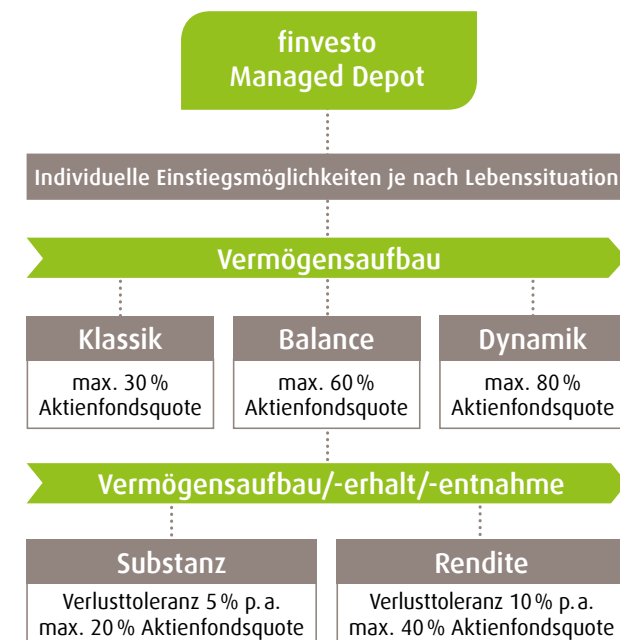 finvesto
Managed Depot
Individuelle Einstiegsmöglichkeiten je nach Lebenssituation
Vermögensaufbau
Klassik
max. 30 %
Aktienfondsquote
Balance
max. 60 %
Aktienfondsquote
Dynamik
max. 80 %
Aktienfondsquote
Vermögensaufbau/-erhalt/-entnahme
Substanz
Verlusttoleranz 5 % p. a.
max. 20 % Aktienfondsquote
Rendite
Verlusttoleranz 10 % p. a.
max. 40 % Aktienfondsquote